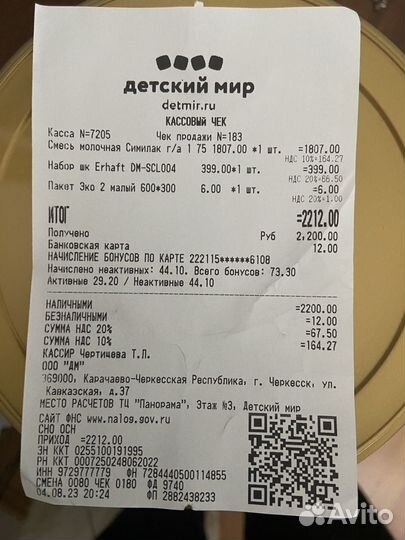 детский мир
detmir.ru
КАССОВЫЙ ЧЕК
Касса N=7205 Чек продажи N=183
Смесь молочная Симилак г/а 1 75 1807.00 *1 шт. =1807.00
НДС 10%=164.27
Набор шк Erhaft DM-SCL004 399.00*1 шт. =399.00
НДС 20%=66.50
Пакет Эко 2 малый 600*300 6.00 *1 шт. =6.00
НДС 20%=1.00
ИТОГ =2212.00
Получено Руб 2,200.00
Банковская карта 12.00
НАЧИСЛЕНИЕ БОНУСОВ ПО КАРТЕ 222115******6108
Начислено неактивных: 44.10. Всего бонусов: 73.30
Активные 29.20 / Неактивные 44.10
НАЛИЧНЫМИ =2200.00
БЕЗНАЛИЧНЫМИ =12.00
СУММА НДС 20% =67.50
СУММА НДС 10% =164.27
КАССИР Чертищева Т.Л.
ООО "ДМ"
369000, Карачаево-Черкесская Республика, г. Черкесск, ул.
Кавказская, д.37
МЕСТО РАСЧЕТОВ ТЦ "Панорама", Этаж №3, Детский мир
САЙТ ФНС www.nalog.gov.ru
СНО ОСН
ПРИХОД =2212.00
ЗН ККТ 0255100191995
РН ККТ 0007250248062022
ИНН 9729777779 ФН 7284440500114855
СМЕНА 0080 ЧЕК 0180 ФД 9740
04.08.23 20:24 ФП 2882438233
Avito